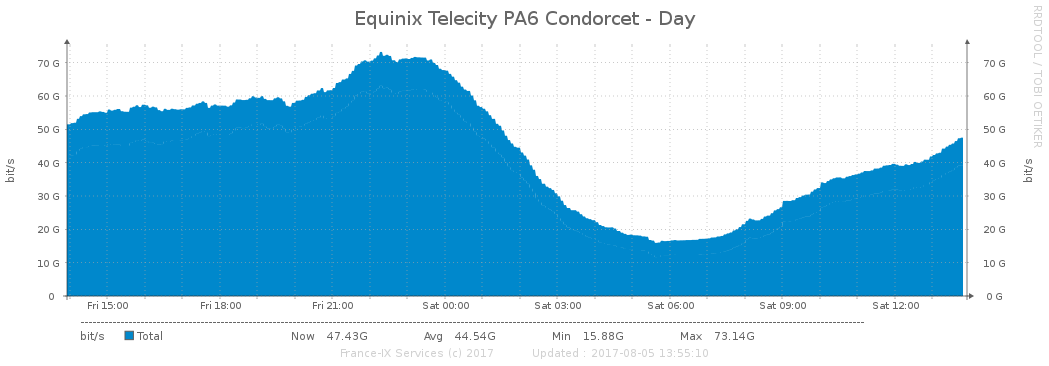 Equinix Telecity PA6 Condorcet - Day
RRDTOOL / TOBI OETIKER
70 G 70 G
60 G 60 G
50 G 50 G
40 G 40 G
30 G 30 G
20 G 20 G
10 G 10 G
0 0 G
bit/s bit/s
Fri 15:00 Fri 18:00 Fri 21:00 Sat 00:00 Sat 03:00 Sat 06:00 Sat 09:00 Sat 12:00
bit/s Total Now 47.43G Avg 44.54G Min 15.88G Max 73.14G
France-IX Services (c) 2017 Updated : 2017-08-05 13:55:10